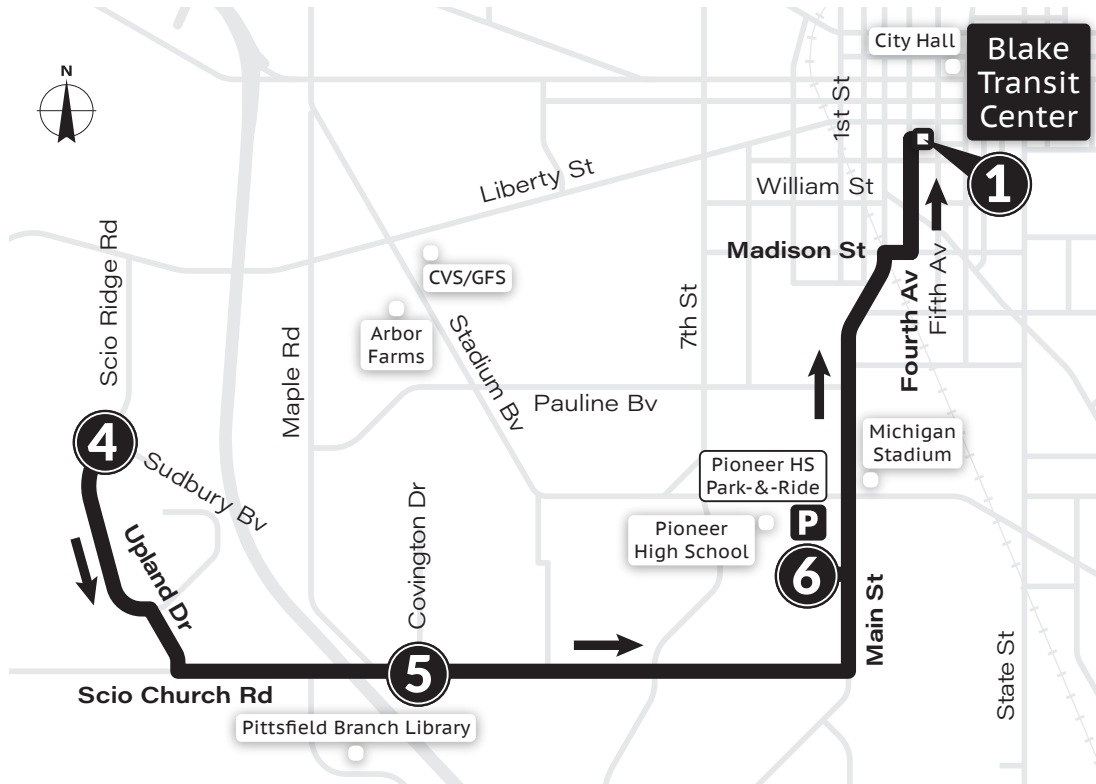 N
City Hall
Blake
Transit
Center
1st St
1
Liberty St
William St
Scio Ridge Rd
Madison St
CVS/GFS
Fourth Av
Fifth Av
Arbor
Farms
7th St
Maple Rd
Stadium Bv
Pauline Bv
4
Michigan
Stadium
Sudbury Bv
Pioneer HS
Park-&-Ride
P
Covington Dr
Pioneer
High School
Upland Dr
6
Main St
State St
5
Scio Church Rd
Pittsfield Branch Library